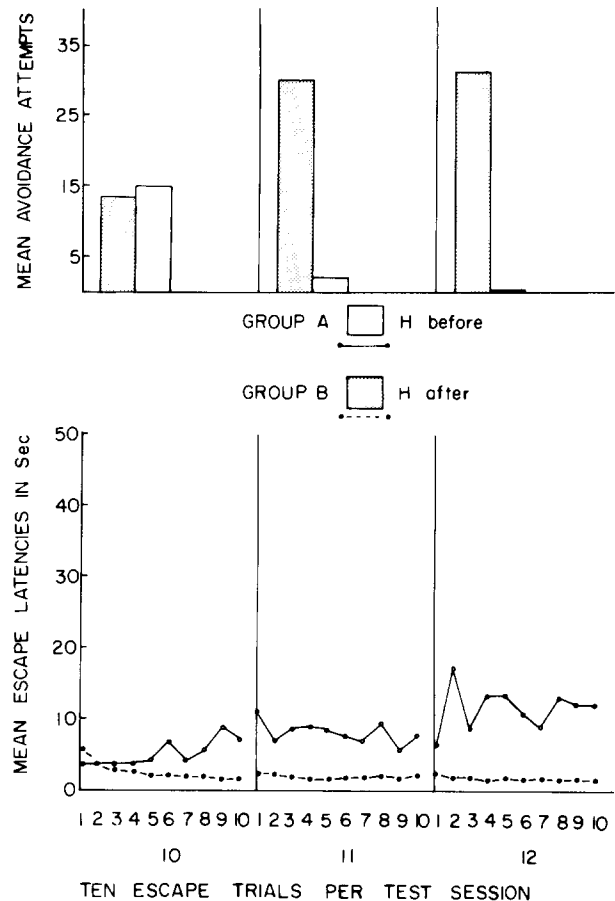 MEAN AVOIDANCE ATTEMPTS
35
25
15
5
GROUP A H before
GROUP B H after
MEAN ESCAPE LATENCIES IN Sec
50
40
30
20
10
0
1 2 3 4 5 6 7 8 9 10 1 2 3 4 5 6 7 8 9 10 1 2 3 4 5 6 7 8 9 10
10 11 12
TEN ESCAPE TRIALS PER TEST SESSION